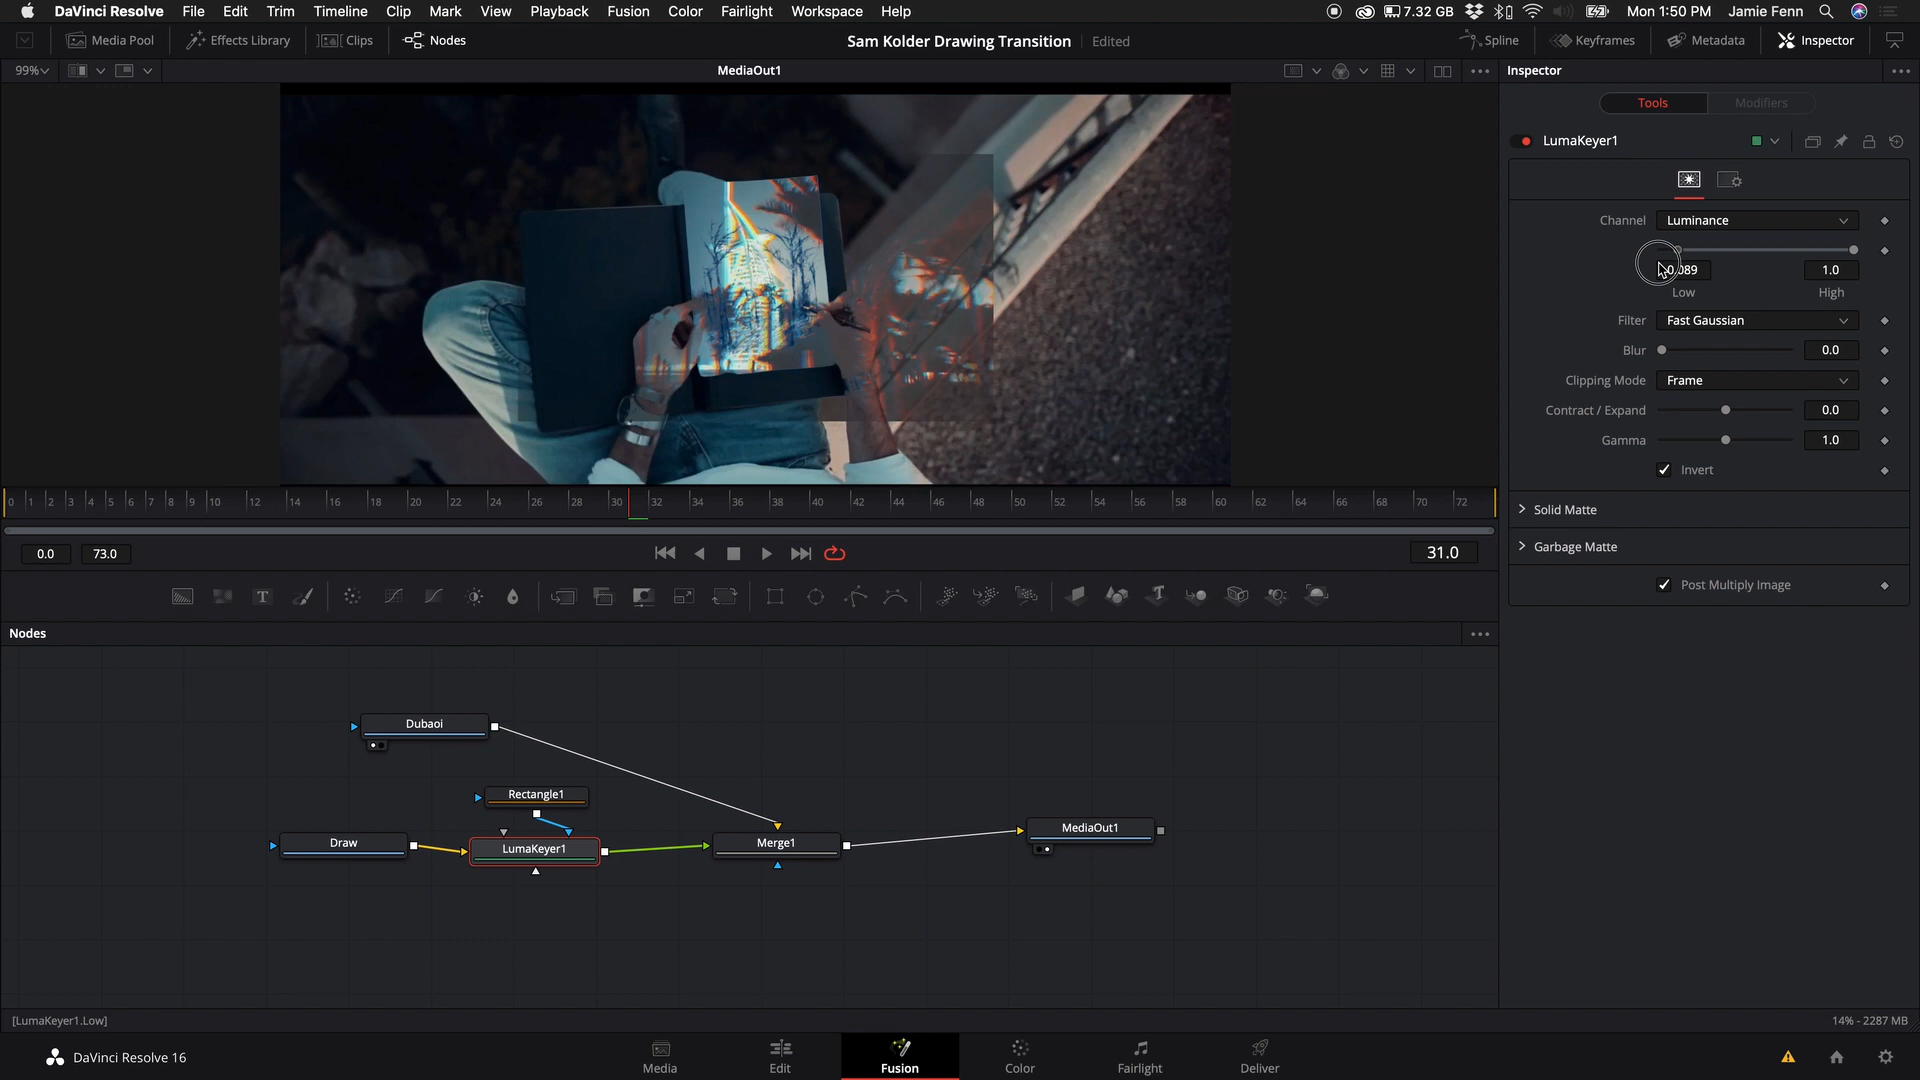 DaVinci Resolve File Edit Trim Timeline Clip Mark View Playback Fusion Color Fairlight Workspace Help 7.32 GB Mon 1:50 PM Jamie Fenn
Media Pool Effects Library Clips Nodes Sam Kolder Drawing Transition Edited Spline Keyframes Metadata Inspector
99% MediaOut1 Inspector
Tools Modifiers
LumaKeyer1
Channel Luminance
.089 1.0
Low High
Filter Fast Gaussian
Blur 0.0
Clipping Mode Frame
Contract / Expand 0.0
Gamma 1.0
Invert
0 1 2 3 4 5 6 7 8 9 10 12 14 16 18 20 22 24 26 28 30 32 34 36 38 40 42 44 46 48 50 52 54 56 58 60 62 64 66 68 70 72
Solid Matte
0.0 73.0 31.0
Garbage Matte
Post Multiply Image
Nodes
Dubaoi
Rectangle1
Draw LumaKeyer1 Merge1 MediaOut1
[LumaKeyer1.Low] 14% - 2287 MB
DaVinci Resolve 16 Media Edit Fusion Color Fairlight Deliver